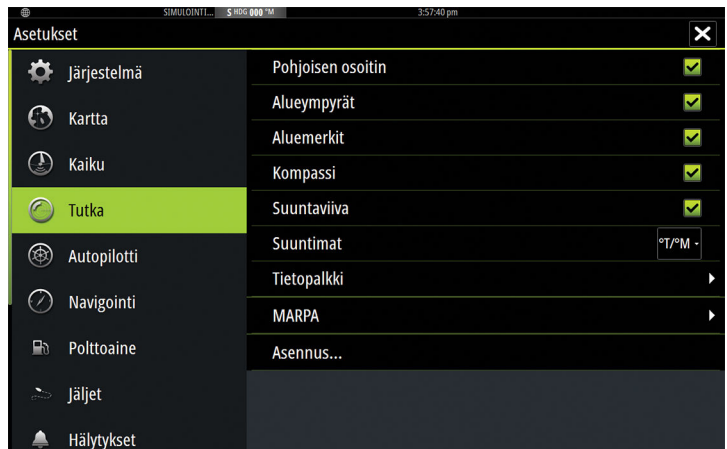 SIMULOINTI... S HDG 000 °M 3:57:40 pm
Asetukset
Järjestelmä
Kartta
Kaiku
Tutka
Autopilotti
Navigointi
Polttoaine
Jäljet
Hälytykset
Pohjoisen osoitin
Alueympyrät
Aluemerkit
Kompassi
Suuntaviiva
Suuntimat °T/°M
Tietopalkki
MARPA
Asennus...